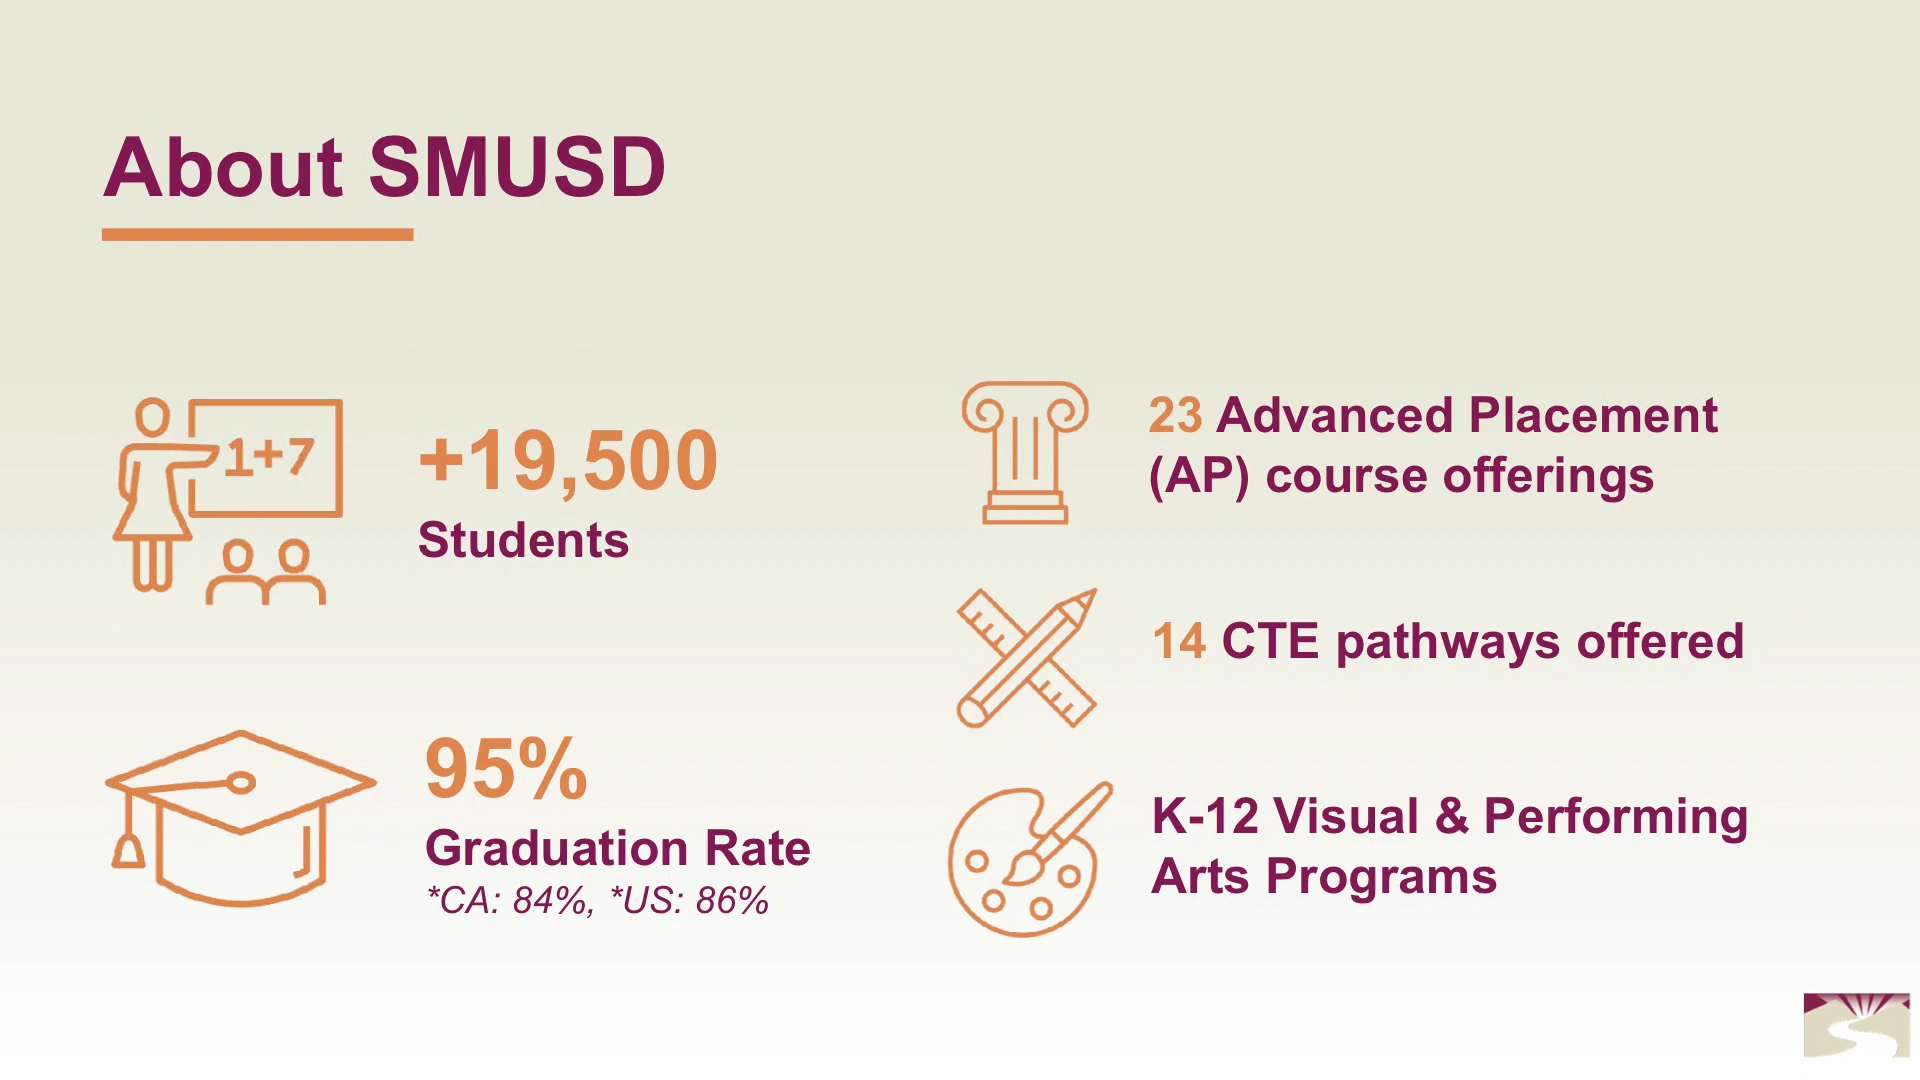 About SMUSD
1+7
+19,500
Students
95%
Graduation Rate
*CA: 84%, *US: 86%
23 Advanced Placement
(AP) course offerings
14 CTE pathways offered
K-12 Visual & Performing
Arts Programs